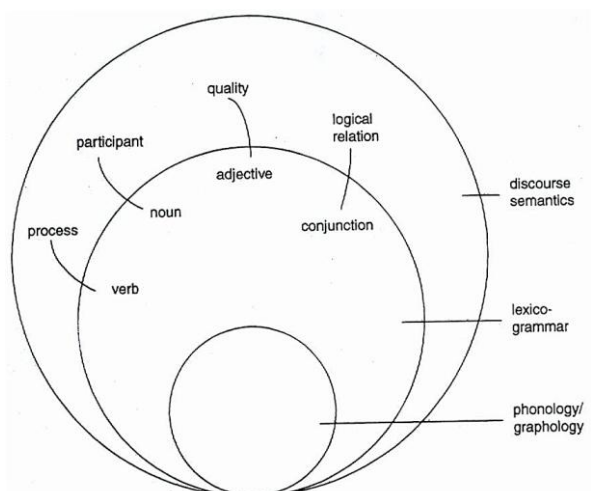 quality
logical
relation
participant
adjective
discourse
semantics
noun
conjunction
process
verb
lexico-
grammar
phonology/
graphology